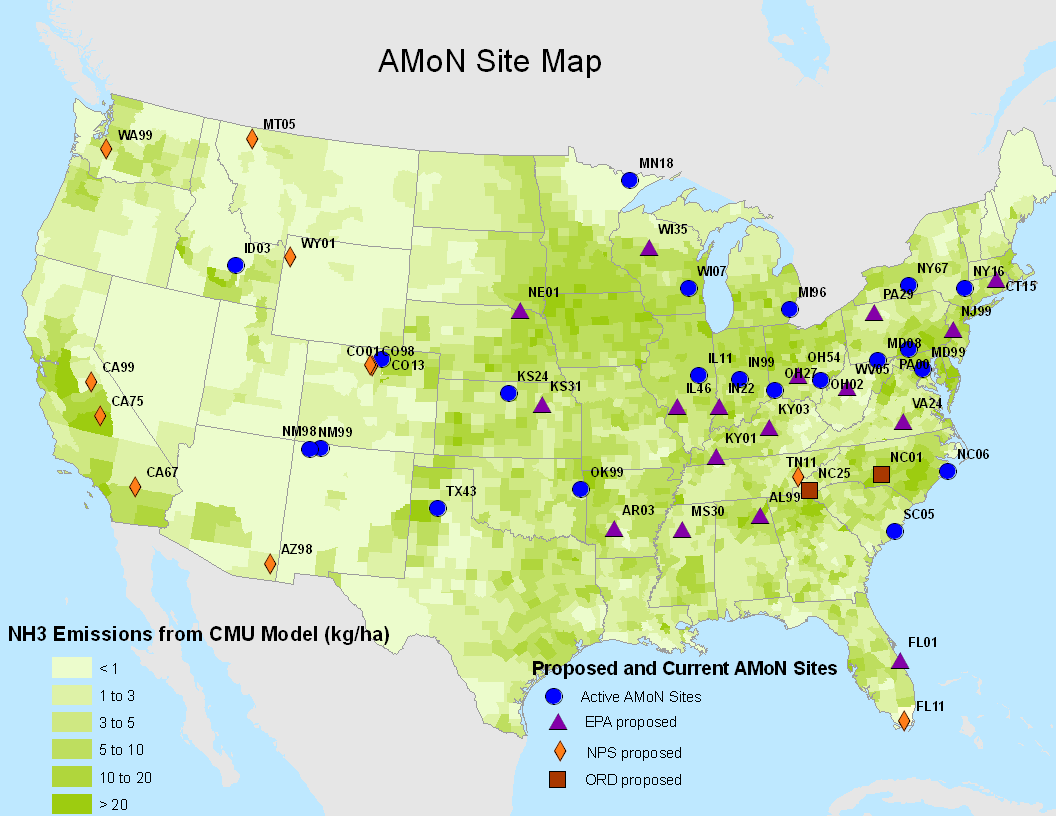 AMoN Site Map
MT05
WA99
MN18
WI35
ID03
WY01
WI07
NY67
NY16
CT15
NE01
MI96
PA29
NJ99
CO01
CO98
CO13
MD08
MD99
PA00
OH54
WV05
IL11
IN99
OH27
OH02
CA99
KS24
KS31
IL46
IN22
CA75
KY03
VA24
NM98
NM99
KY01
CA67
OK99
TN11
NC25
NC01
NC06
TX43
AR03
MS30
AL99
SC05
AZ98
NH3 Emissions from CMU Model (kg/ha)
< 1
1 to 3
3 to 5
5 to 10
10 to 20
> 20
FL01
FL11
Proposed and Current AMoN Sites
Active AMoN Sites
EPA proposed
NPS proposed
ORD proposed